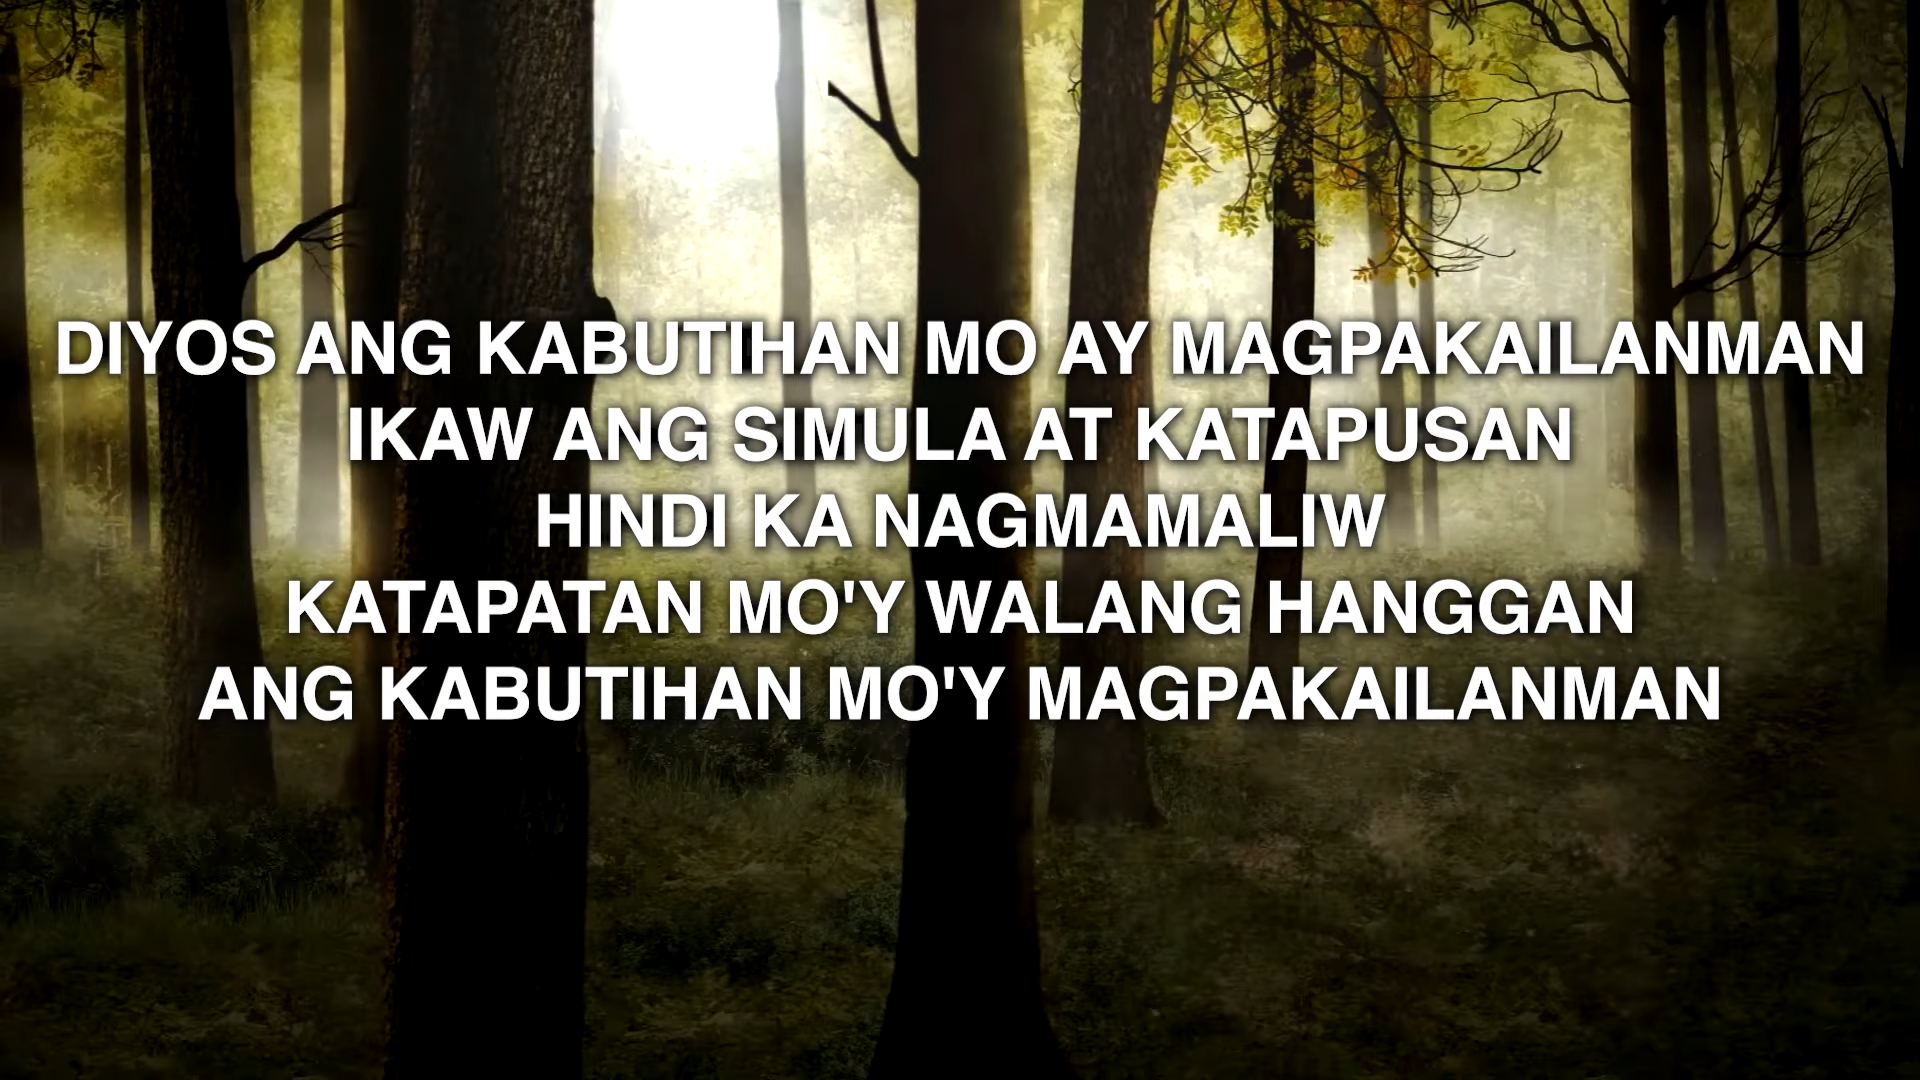 DIYOS ANG KABUTIHAN MO AY MAGPAKAILANMAN
IKAW ANG SIMULA AT KATAPUSAN
HINDI KA NAGMAMALIW
KATAPATAN MO'Y WALANG HANGGAN
ANG KABUTIHAN MO'Y MAGPAKAILANMAN